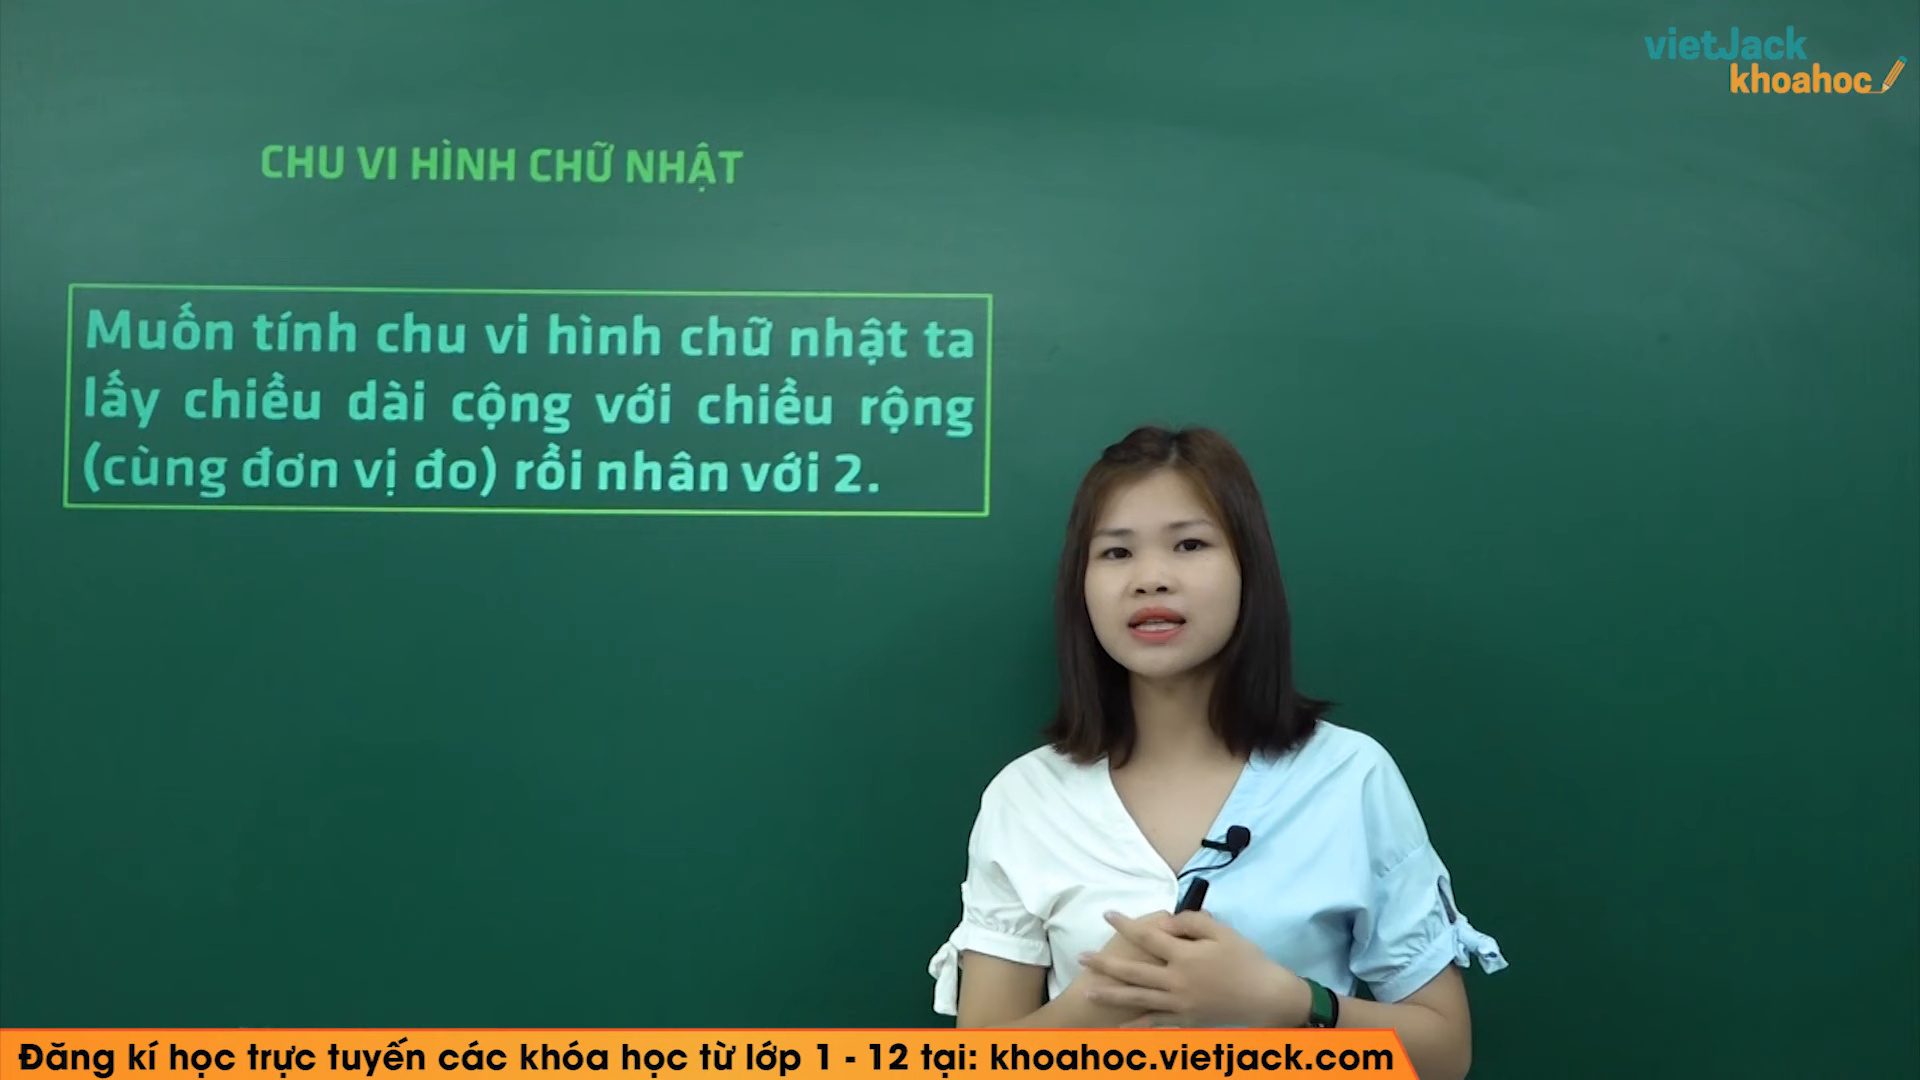 vietJack
khoahoc
CHU VI HÌNH CHỮ NHẬT
Muốn tính chu vi hình chữ nhật ta
lấy chiều dài cộng với chiều rộng
(cùng đơn vị đo) rồi nhân với 2.
Đăng kí học trực tuyến các khóa học từ lớp 1 - 12 tại: khoahoc.vietjack.com